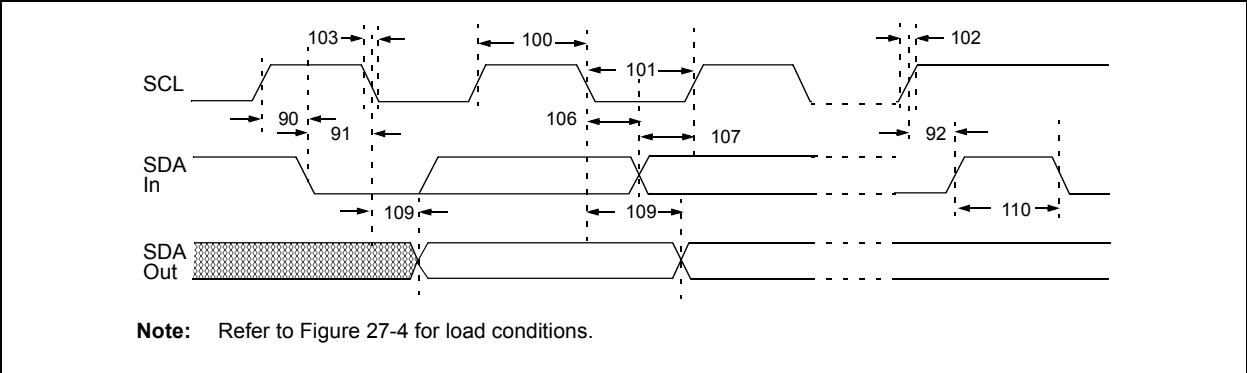 103 100 102
SCL 101
90 91 106 107 92
SDA
In
109 109 110
SDA
Out
Note: Refer to Figure 27-4 for load conditions.